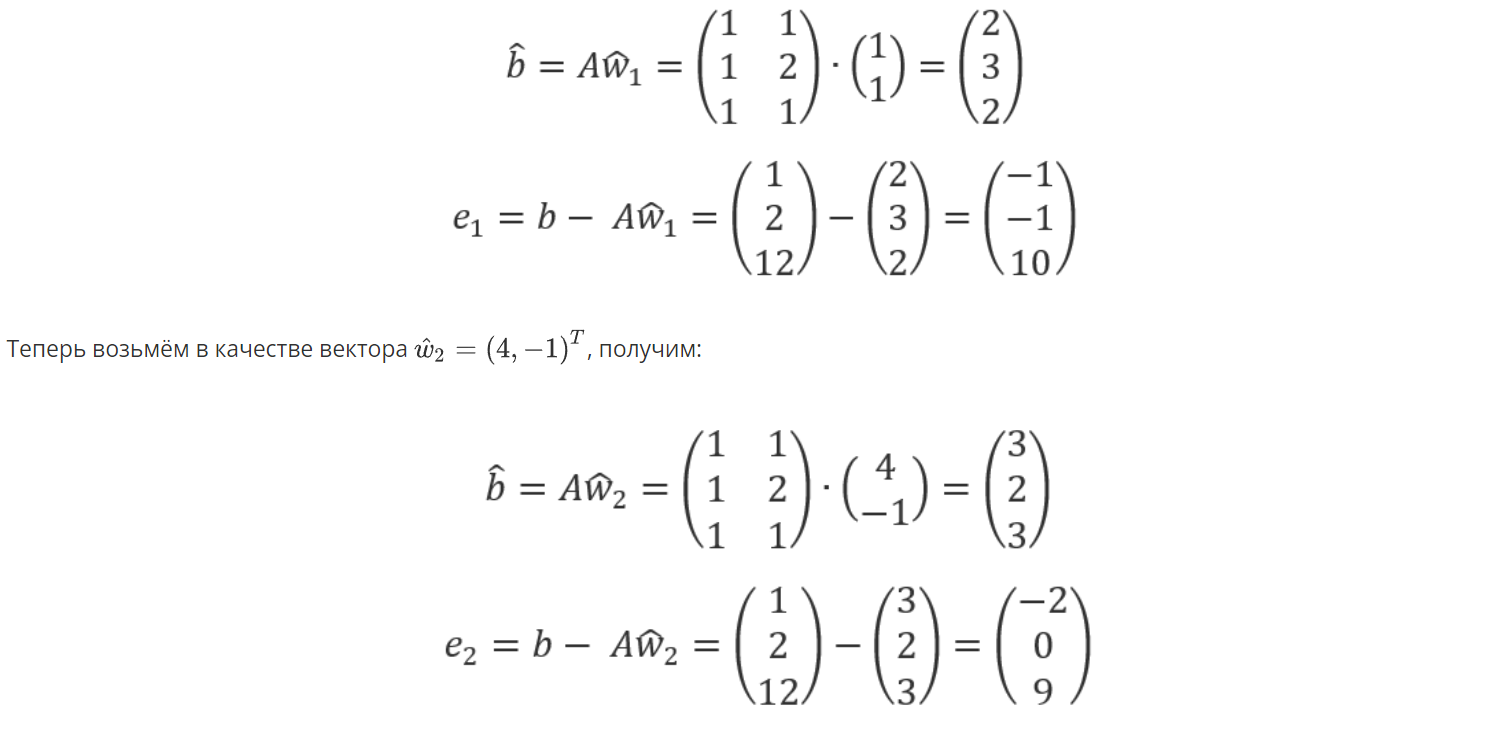 b̂ = Aŵ₁ = (1 1; 1 2; 1 1) · (1; 1) = (2; 3; 2)
e₁ = b − Aŵ₁ = (1; 2; 12) − (2; 3; 2) = (−1; −1; 10)
Теперь возьмём в качестве вектора ŵ₂ = (4, −1)ᵀ, получим:
b̂ = Aŵ₂ = (1 1; 1 2; 1 1) · (4; −1) = (3; 2; 3)
e₂ = b − Aŵ₂ = (1; 2; 12) − (3; 2; 3) = (−2; 0; 9)